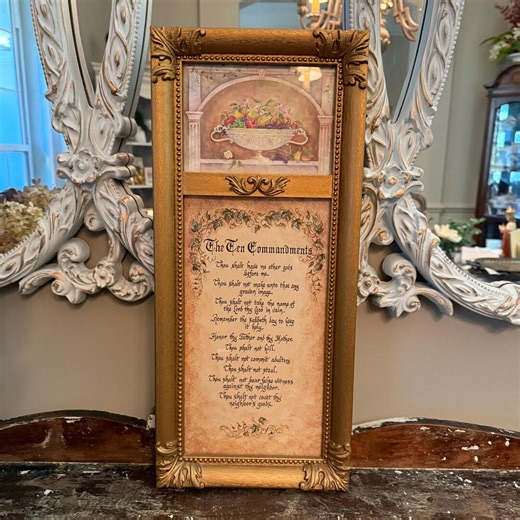 The Ten Commandments
Thou shalt have no other gods
before me.
Thou shalt not make unto thee any
graven image.
Thou shalt not take the name of
the Lord thy God in vain.
Remember the sabbath day to keep
it holy.
Honor thy Father and thy Mother.
Thou shalt not kill.
Thou shalt not commit adultery.
Thou shalt not steal.
Thou shalt not bear false witness
against thy neighbor.
Thou shalt not covet thy
neighbor's goods.